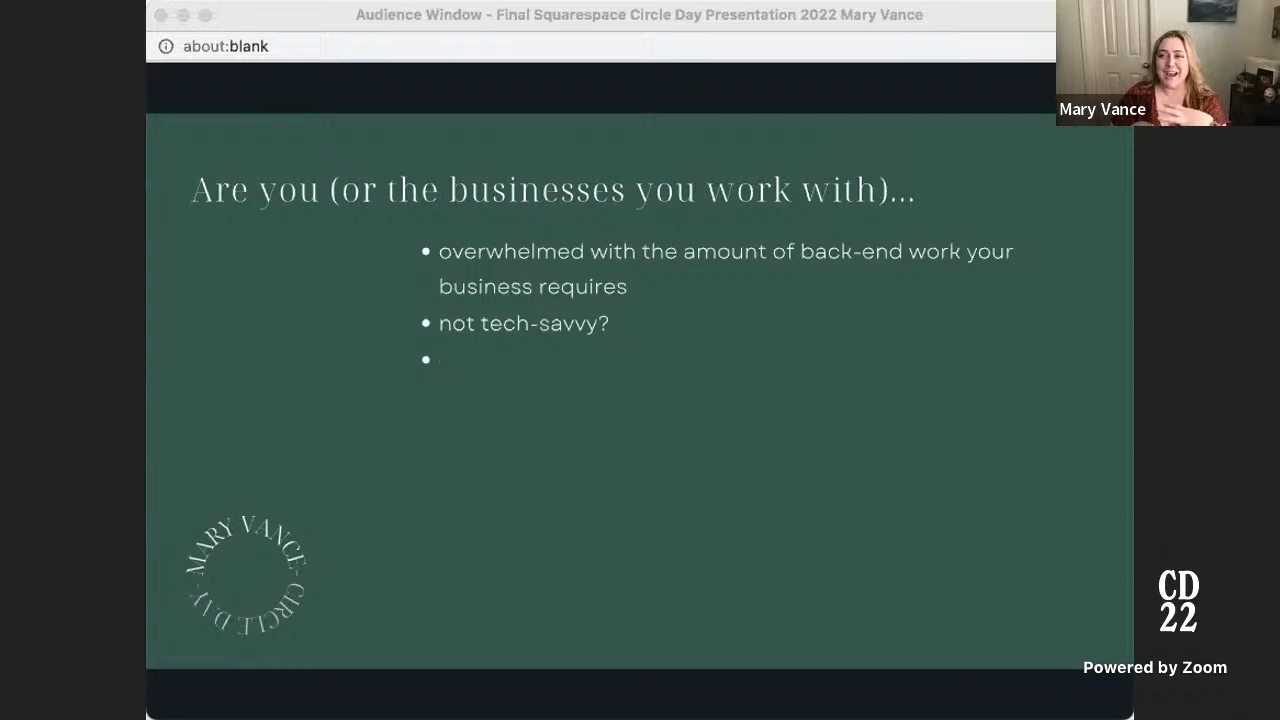 Audience Window - Final Squarespace Circle Day Presentation 2022 Mary Vance
about:blank
Mary Vance
Are you (or the businesses you work with)...
overwhelmed with the amount of back-end work your
business requires
not tech-savvy?
MARY VANCE - CIRCLE DAY -
CD
22
Powered by Zoom